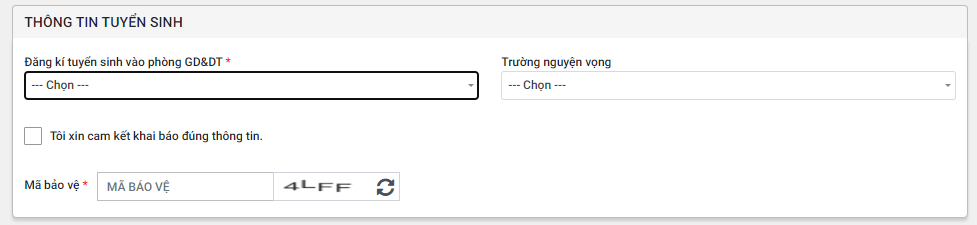 THÔNG TIN TUYỂN SINH
Đăng kí tuyển sinh vào phòng GD&DT * Trường nguyện vọng
--- Chọn --- --- Chọn ---
Tôi xin cam kết khai báo đúng thông tin.
Mã bảo vệ * MÃ BẢO VỆ 4LFF